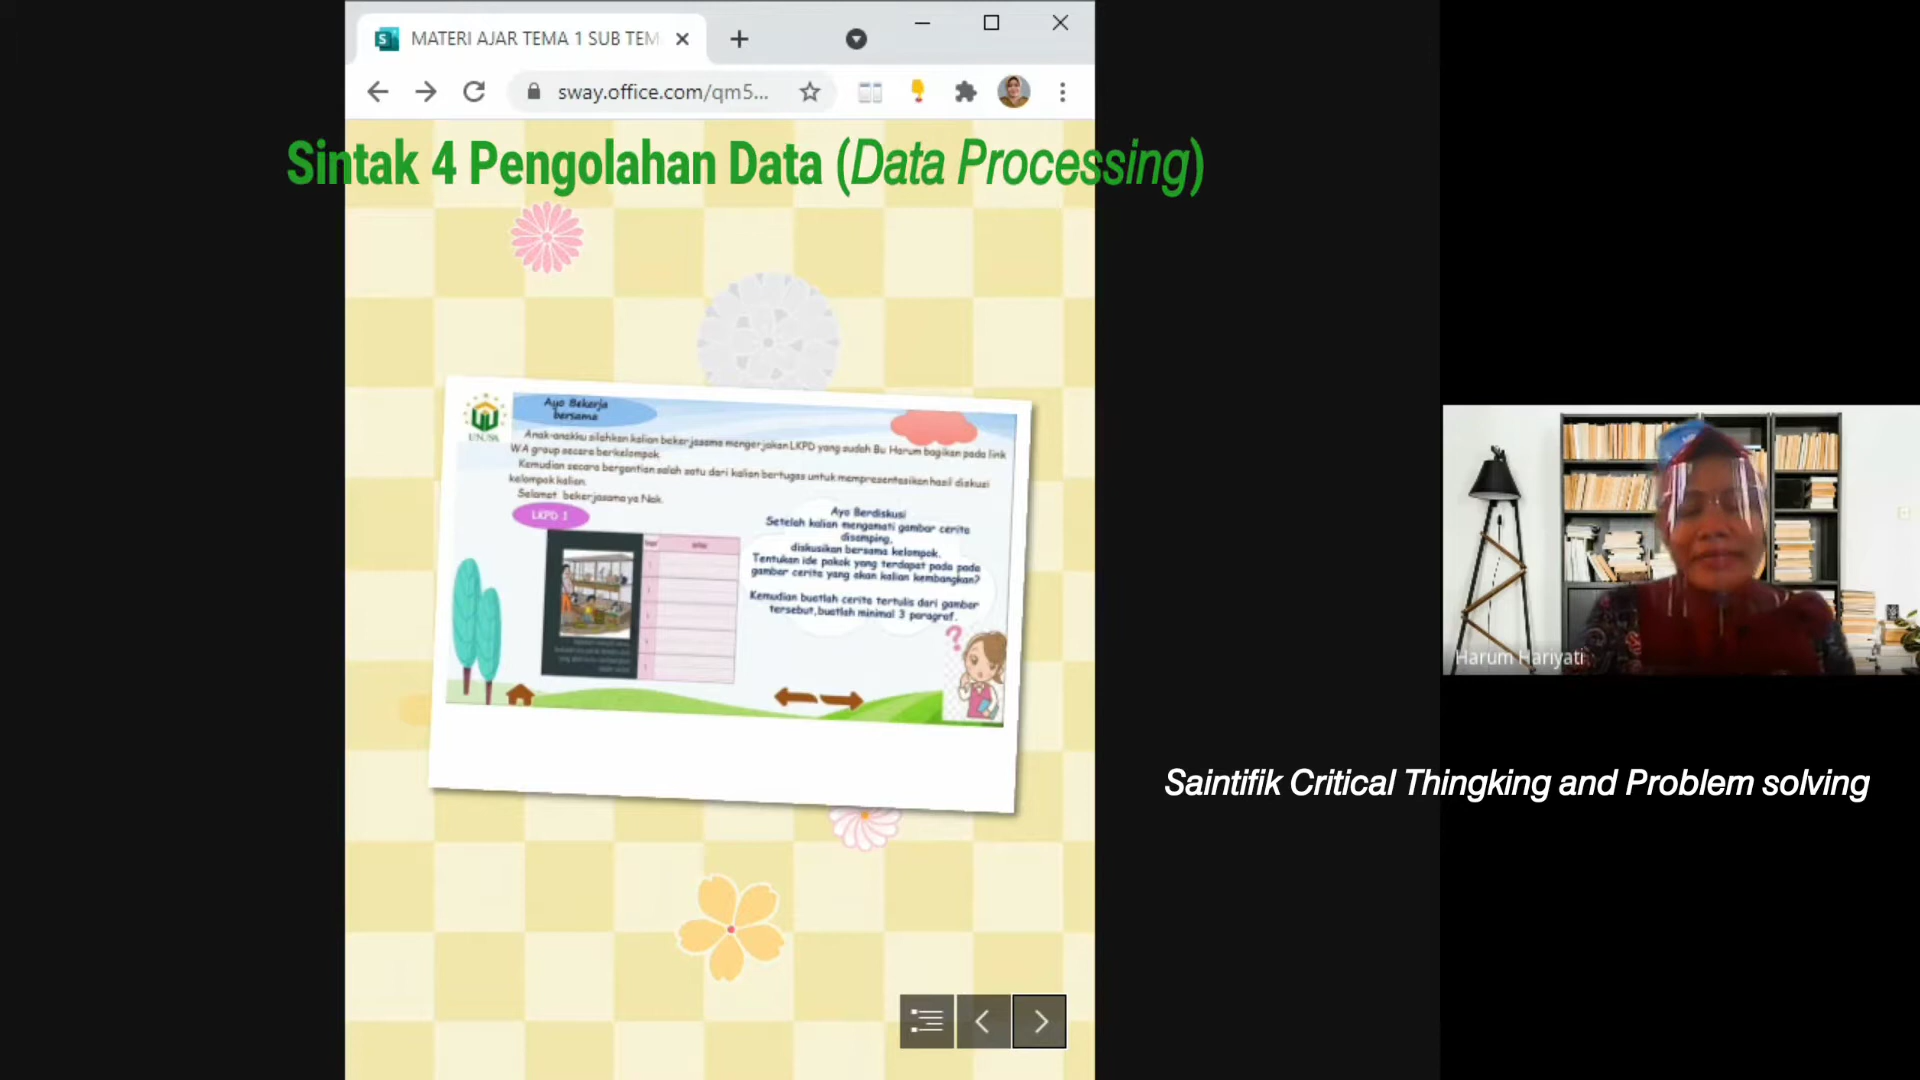 MATERI AJAR TEMA 1 SUB TEM
sway.office.com/qm5...
Sintak 4 Pengolahan Data (Data Processing)
Ayo Bekerja
bersama
Anak-anakku silahkan kalian bekerjasama mengerjakan LKPD yang sudah Bu Harum bagikan pada link
WA group secara berkelompok
Kemudian secara bergantian salah satu dari kalian bertugas untuk mempresentasikan hasil diskusi
kelompok kalian.
Selamat bekerjasama ya Nak.
LKPD 1
Ayo Berdiskusi
Setelah kalian mengamati gambar cerita
disamping,
diskusikan bersama kelompok.
Tentukan ide pokok yang terdapat pada pada
gambar cerita yang akan kalian kembangkan?
Kemudian buatlah cerita tertulis dari gambar
tersebut,buatlah minimal 3 paragraf.
Harum Hariyati
Saintifik Critical Thingking and Problem solving